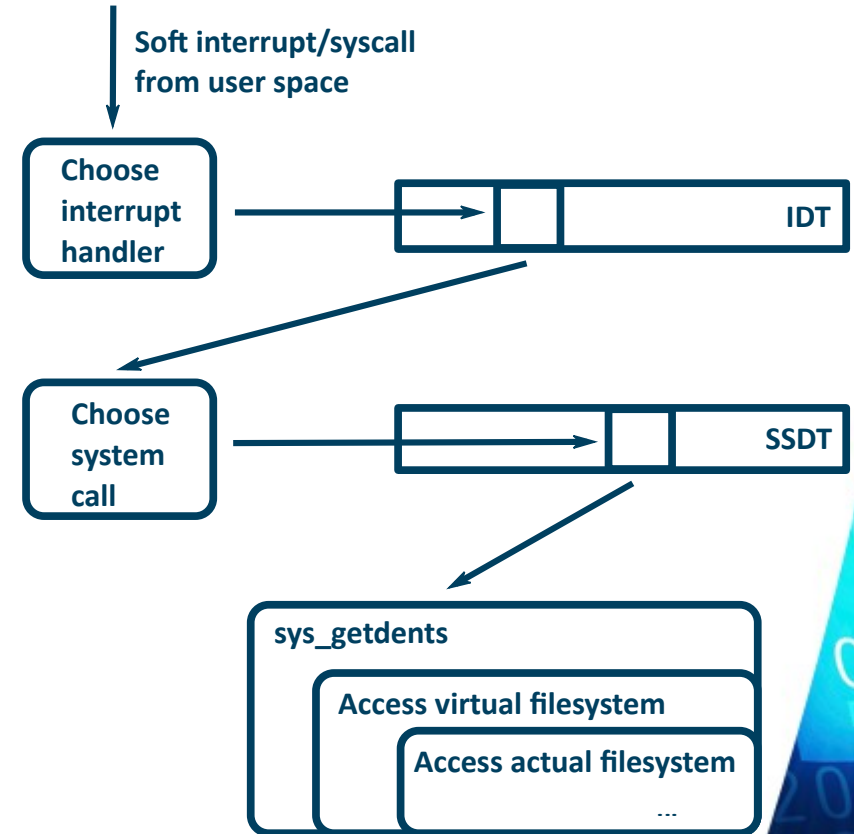 Soft interrupt/syscall
from user space
Choose
interrupt
handler
IDT
Choose
system
call
SSDT
sys_getdents
Access virtual filesystem
Access actual filesystem
...